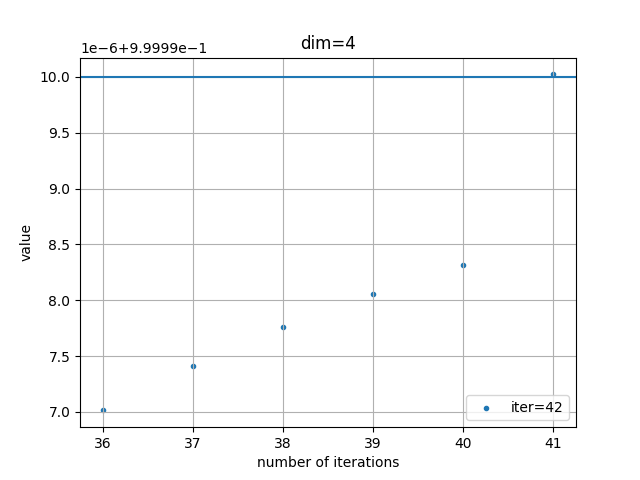 1e−6+9.9999e−1
dim=4
10.0
9.5
9.0
8.5
8.0
7.5
7.0
value
36 37 38 39 40 41
number of iterations
iter=42